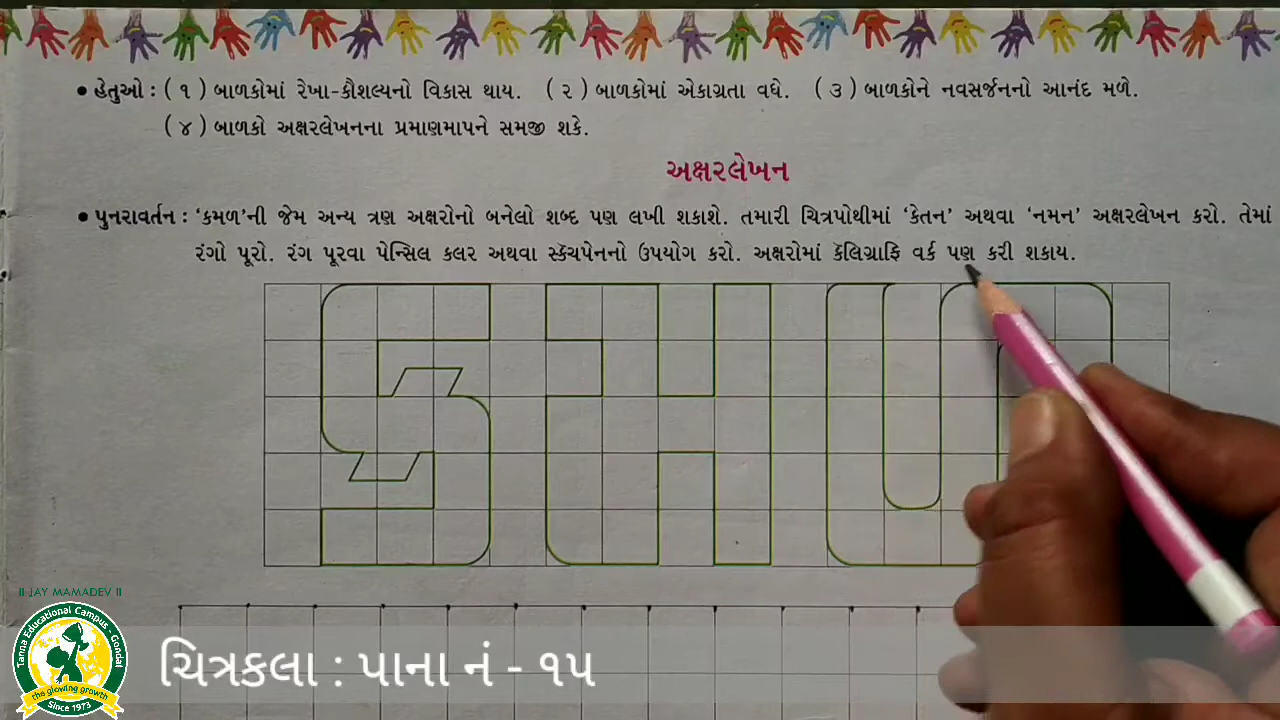 • હેતુઓ : ( ૧ ) બાળકોમાં રેખા-કૌશલ્યનો વિકાસ થાય. ( ૨ ) બાળકોમાં એકાગ્રતા વધે. ( ૩ ) બાળકોને નવસર્જનનો આનંદ મળે.
( ૪ ) બાળકો અક્ષરલેખનના પ્રમાણમાપને સમજી શકે.
અક્ષરલેખન
• પુનરાવર્તન : ‘કમળ’ની જેમ અન્ય ત્રણ અક્ષરોનો બનેલો શબ્દ પણ લખી શકાશે. તમારી ચિત્રપોથીમાં ‘કેતન’ અથવા ‘નમન’ અક્ષરલેખન કરો. તેમાં
રંગો પૂરો. રંગ પૂરવા પેન્સિલ કલર અથવા સ્કૅચપેનનો ઉપયોગ કરો. અક્ષરોમાં કૅલિગ્રાફિ વર્ક પણ કરી શકાય.
કમળ
॥ JAY MAMADEV ॥
Tanna Educational Campus - Gondal
the glowing growth
Since 1973
ચિત્રકલા : પાના નં - ૧૫